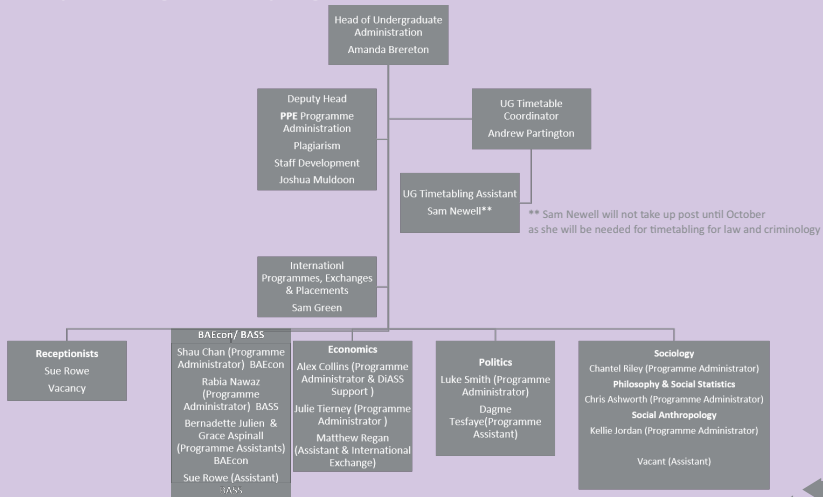 Head of Undergraduate
Administration
Amanda Brereton
Deputy Head
PPE Programme
Administration
Plagiarism
Staff Development
Joshua Muldoon
UG Timetable
Coordinator
Andrew Partington
UG Timetabling Assistant
Sam Newell**
** Sam Newell will not take up post until October
as she will be needed for timetabling for law and criminology
Internationl
Programmes, Exchanges
& Placements
Sam Green
Receptionists
Sue Rowe
Vacancy
BAEcon/ BASS
Shau Chan (Programme
Administrator) BAEcon
Rabia Nawaz
(Programme
Administrator) BASS
Bernadette Julien &
Grace Aspinall
(Programme Assistants)
BAEcon
Sue Rowe (Assistant)
BASS
Economics
Alex Collins (Programme
Administrator & DiASS
Support )
Julie Tierney (Programme
Administrator )
Matthew Regan
(Assistant & International
Exchange)
Politics
Luke Smith (Programme
Administrator)
Dagme
Tesfaye(Programme
Assistant)
Sociology
Chantel Riley (Programme Administrator)
Philosophy & Social Statistics
Chris Ashworth (Programme Administrator)
Social Anthropology
Kellie Jordan (Programme Administrator)
Vacant (Assistant)